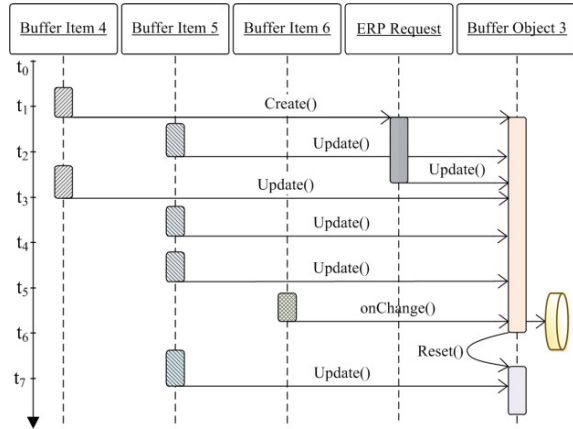 Buffer Item 4 Buffer Item 5 Buffer Item 6 ERP Request Buffer Object 3
t0
t1
Create()
t2
Update()
Update()
t3
Update()
t4
Update()
Update()
t5
onChange()
t6
Reset()
t7
Update()